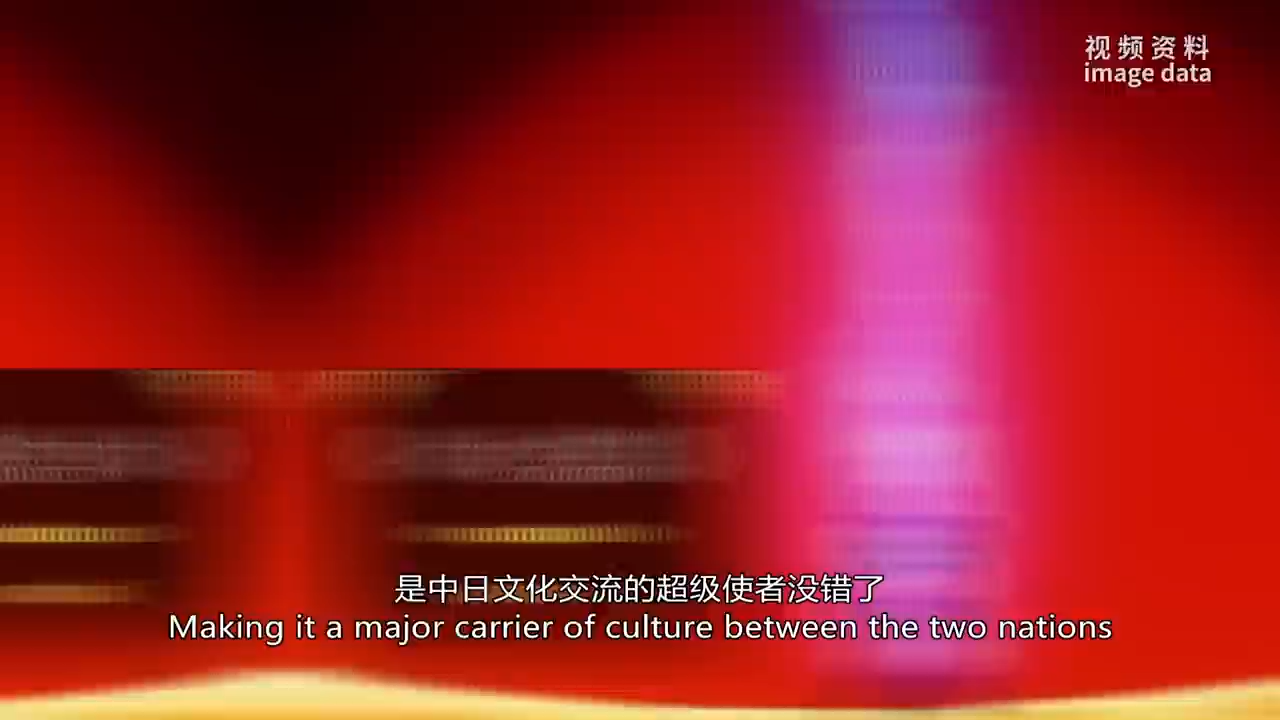 视频资料
image data
是中日文化交流的超级使者没错了
Making it a major carrier of culture between the two nations